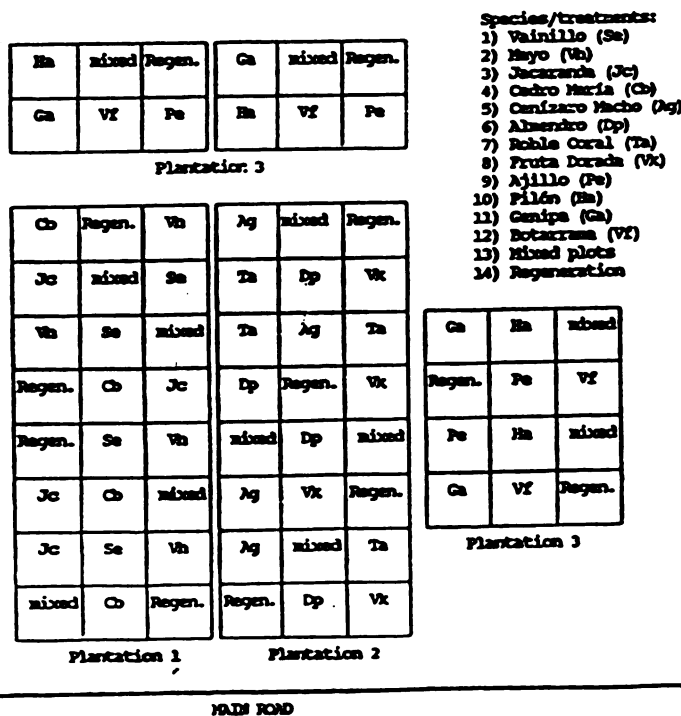 Species/treatments:
1) Vainillo (Se)
2) Mayo (Vh)
3) Jacaranda (Jc)
4) Cedro Maria (Cb)
5) Cenízaro Macho (Ag)
6) Almendro (Dp)
7) Roble Coral (Ta)
8) Fruta Dorada (Vk)
9) Ajillo (Pe)
10) Pilón (Ha)
11) Genipa (Ga)
12) Botarrama (Vf)
13) Mixed plots
14) Regeneration
Ha mixed Regen. Ga mixed Regen.
Ga Vf Pe Ha Vf Pe
Plantation 3
Cb Regen. Vh Ag mixed Regen.
Jc mixed Se Ta Dp Vk
Vh Se mixed Ta Ag Ta
Regen. Cb Jc Dp Regen. Vk
Regen. Se Vh mixed Dp mixed
Jc Cb mixed Ag Vk Regen.
Jc Se Vh Ag mixed Ta
mixed Cb Regen. Regen. Dp Vk
Plantation 1 Plantation 2
Ga Ha mixed
Regen. Pe Vf
Pe Ha mixed
Ga Vf Regen.
Plantation 3
MAIN ROAD